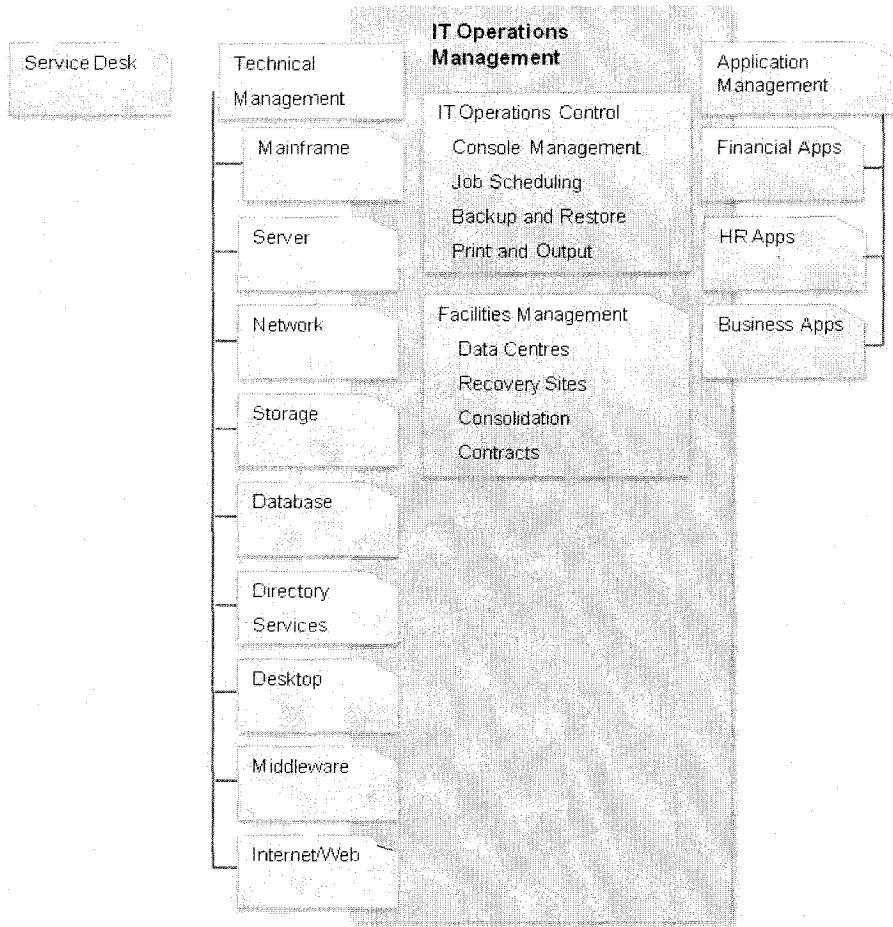 Service Desk
Technical
Management
Mainframe
Server
Network
Storage
Database
Directory
Services
Desktop
Middleware
Internet/Web
IT Operations
Management
IT Operations Control
Console Management
Job Scheduling
Backup and Restore
Print and Output
Facilities Management
Data Centres
Recovery Sites
Consolidation
Contracts
Application
Management
Financial Apps
HR Apps
Business Apps